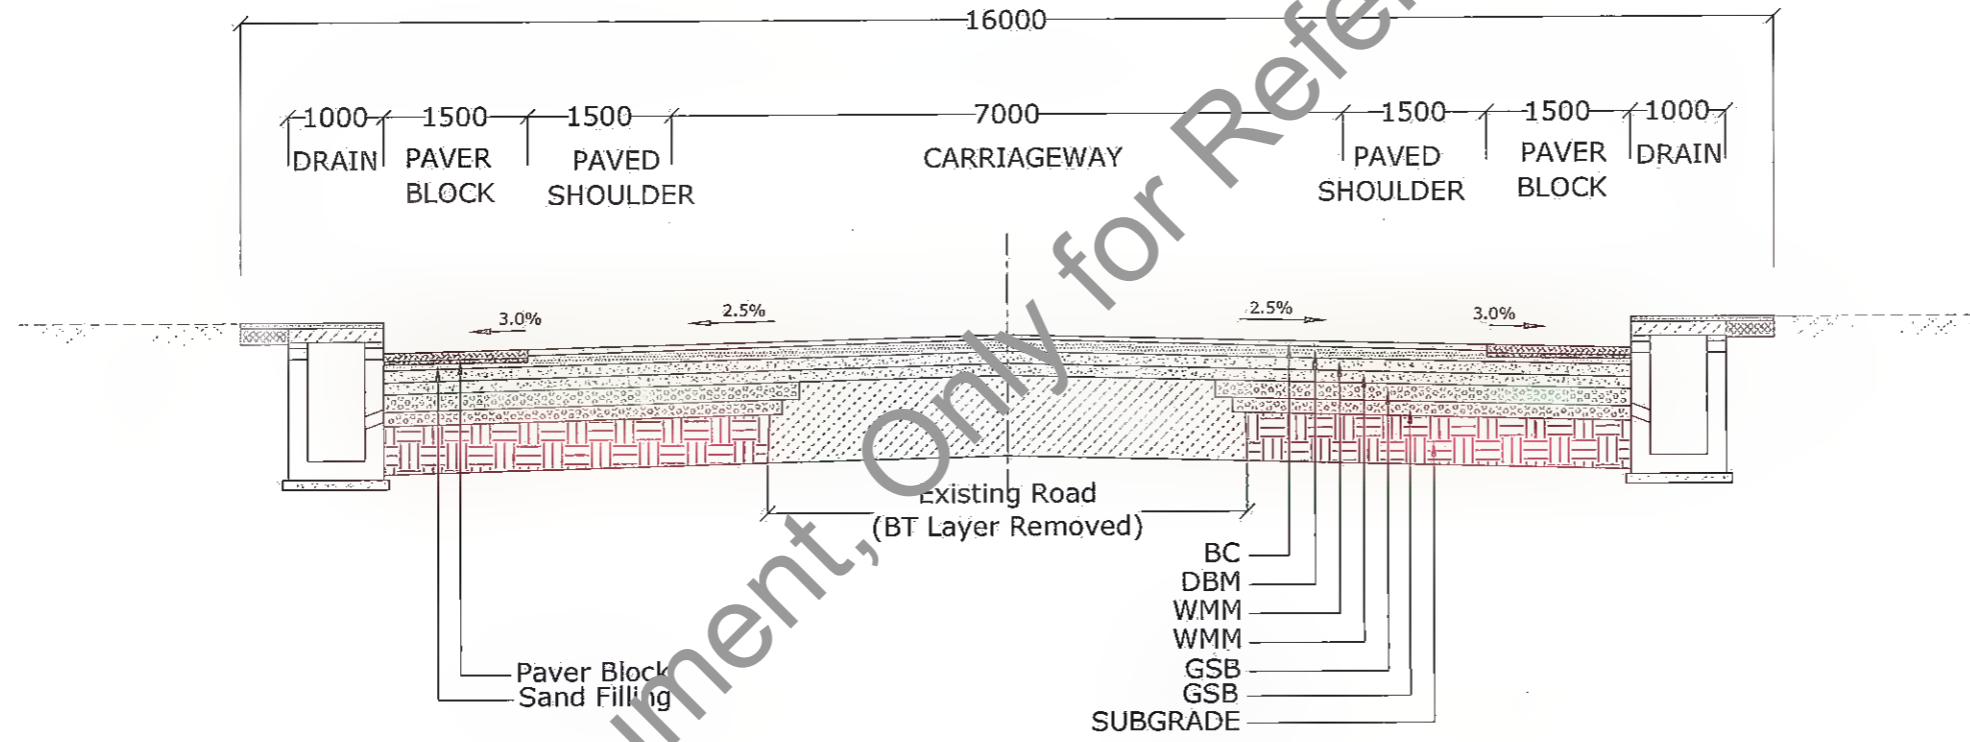 16000
1000 1500 1500 7000 1500 1500 1000
DRAIN PAVER BLOCK PAVED SHOULDER CARRIAGEWAY PAVED SHOULDER PAVER BLOCK DRAIN
3.0% 2.5% 2.5% 3.0%
Existing Road
(BT Layer Removed)
BC
DBM
WMM
WMM
GSB
GSB
SUBGRADE
Paver Block
Sand Filling
Only for